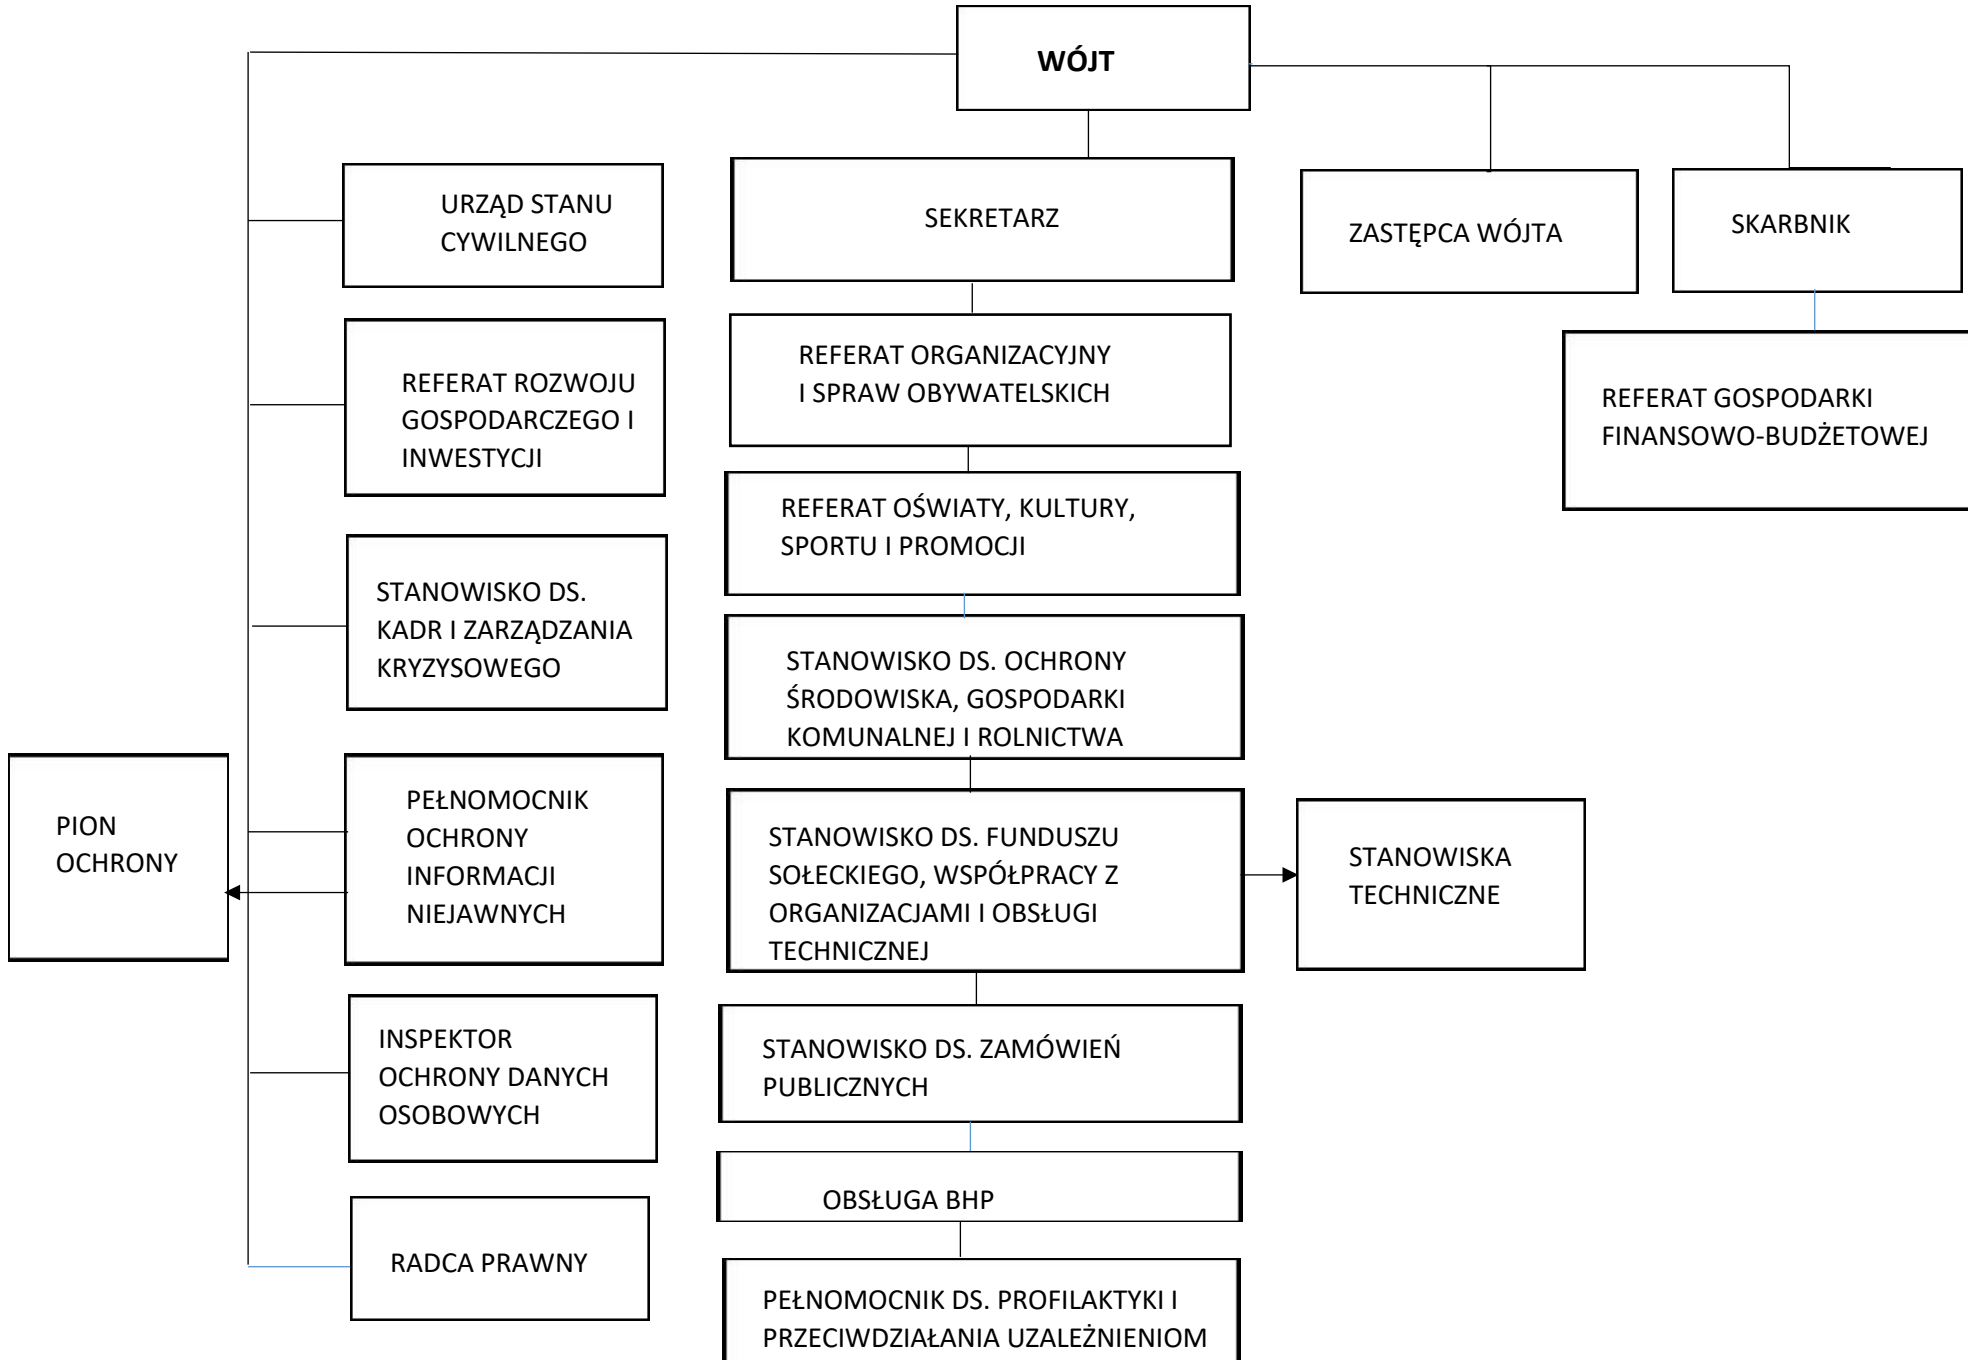 WÓJT
URZĄD STANU
CYWILNEGO
SEKRETARZ
ZASTĘPCA WÓJTA
SKARBNIK
REFERAT ROZWOJU
GOSPODARCZEGO I
INWESTYCJI
REFERAT ORGANIZACYJNY
I SPRAW OBYWATELSKICH
REFERAT GOSPODARKI
FINANSOWO-BUDŻETOWEJ
REFERAT OŚWIATY, KULTURY,
SPORTU I PROMOCJI
STANOWISKO DS.
KADR I ZARZĄDZANIA
KRYZYSOWEGO
STANOWISKO DS. OCHRONY
ŚRODOWISKA, GOSPODARKI
KOMUNALNEJ I ROLNICTWA
PION
OCHRONY
PEŁNOMOCNIK
OCHRONY
INFORMACJI
NIEJAWNYCH
STANOWISKO DS. FUNDUSZU
SOŁECKIEGO, WSPÓŁPRACY Z
ORGANIZACJAMI I OBSŁUGI
TECHNICZNEJ
STANOWISKA
TECHNICZNE
INSPEKTOR
OCHRONY DANYCH
OSOBOWYCH
STANOWISKO DS. ZAMÓWIEŃ
PUBLICZNYCH
OBSŁUGA BHP
RADCA PRAWNY
PEŁNOMOCNIK DS. PROFILAKTYKI I
PRZECIWDZIAŁANIA UZALEŻNIENIOM